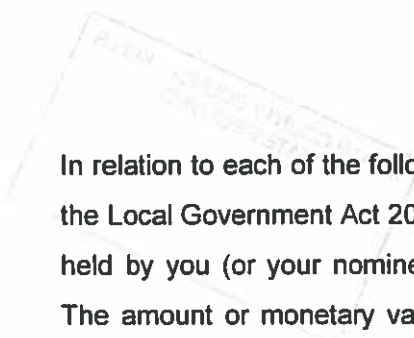 In relation to each of the follo
the Local Government Act 20
held by you (or your nomine
The amount or monetary va